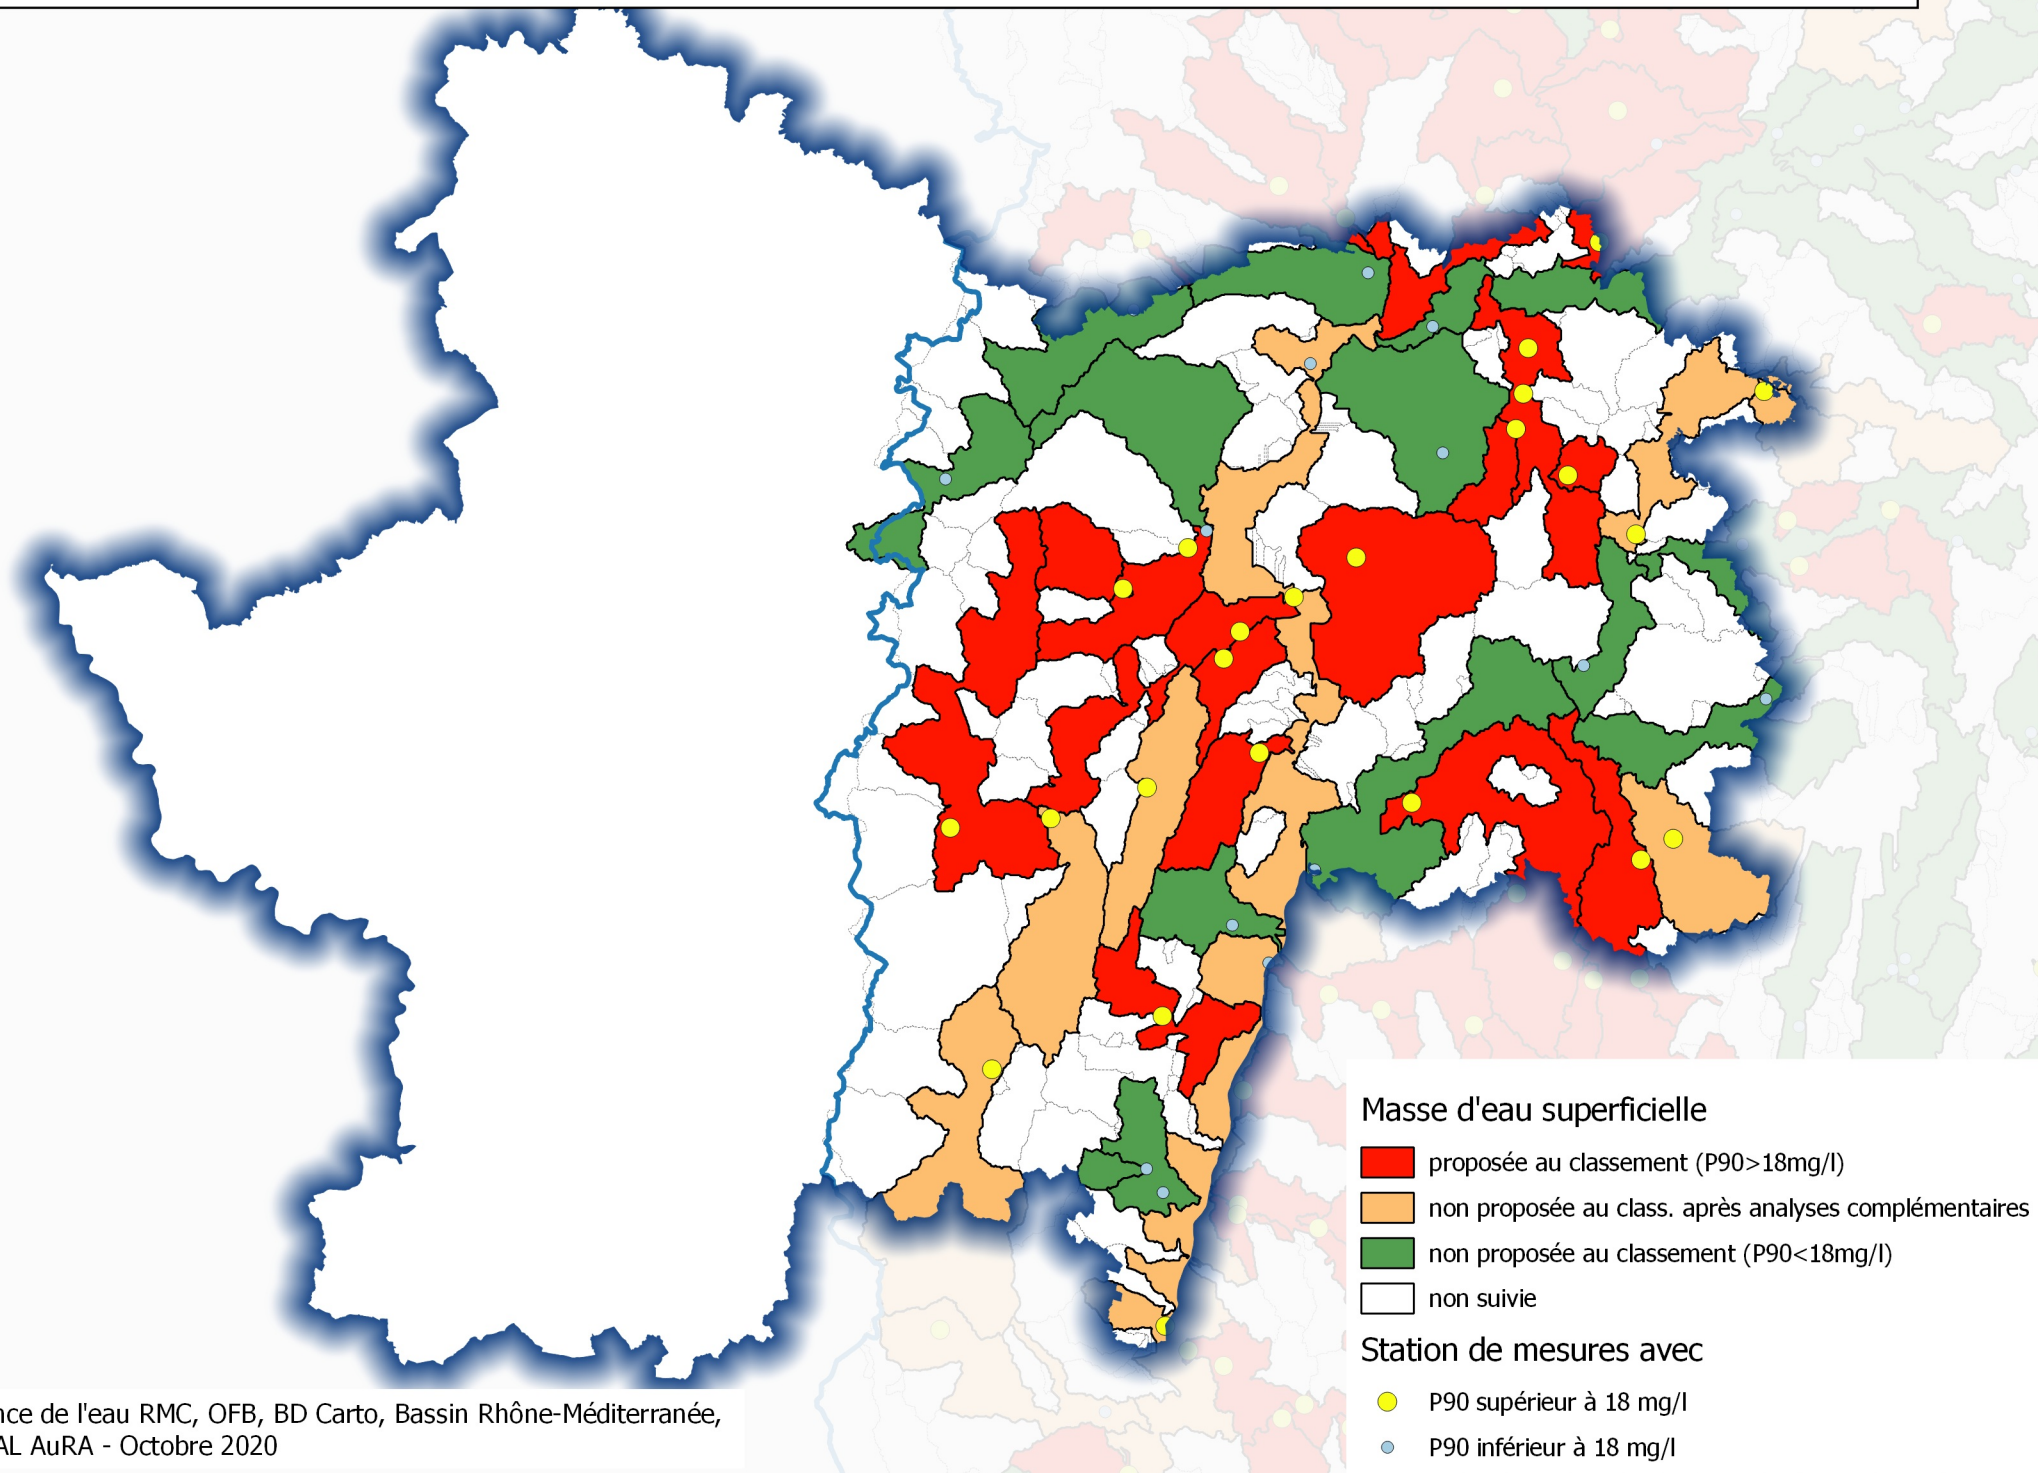 Masse d'eau superficielle
proposée au classement (P90>18mg/l)
non proposée au class. après analyses complémentaires
non proposée au classement (P90<18mg/l)
non suivie
Station de mesures avec
P90 supérieur à 18 mg/l
P90 inférieur à 18 mg/l
nce de l'eau RMC, OFB, BD Carto, Bassin Rhône-Méditerranée,
AL AuRA - Octobre 2020